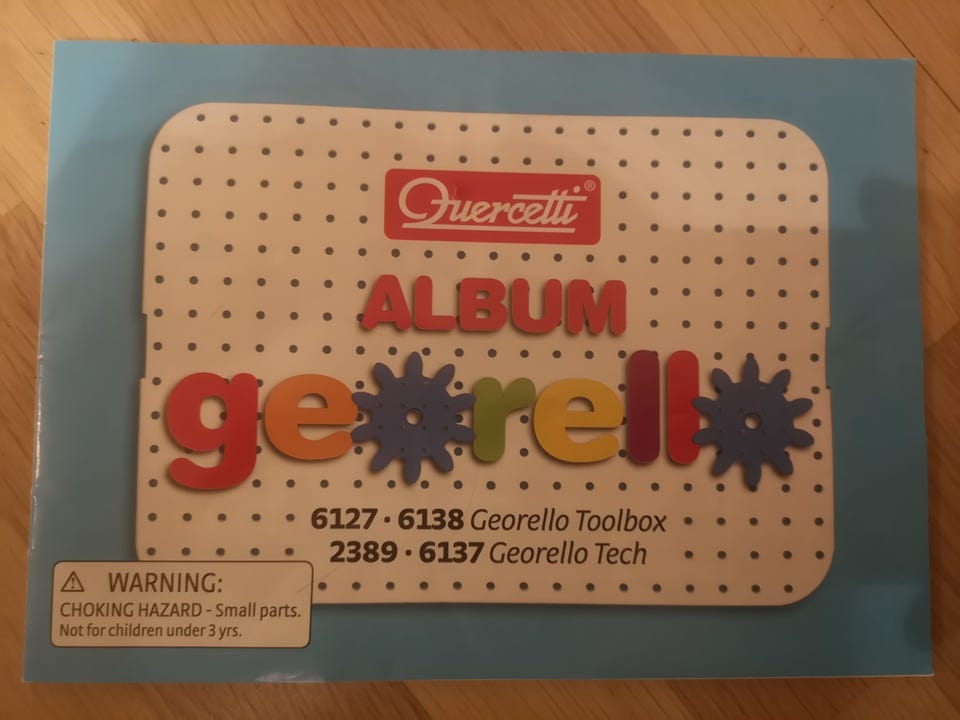 Quercetti®
ALBUM
georello
6127 · 6138 Georello Toolbox
2389 · 6137 Georello Tech
WARNING:
CHOKING HAZARD - Small parts.
Not for children under 3 yrs.